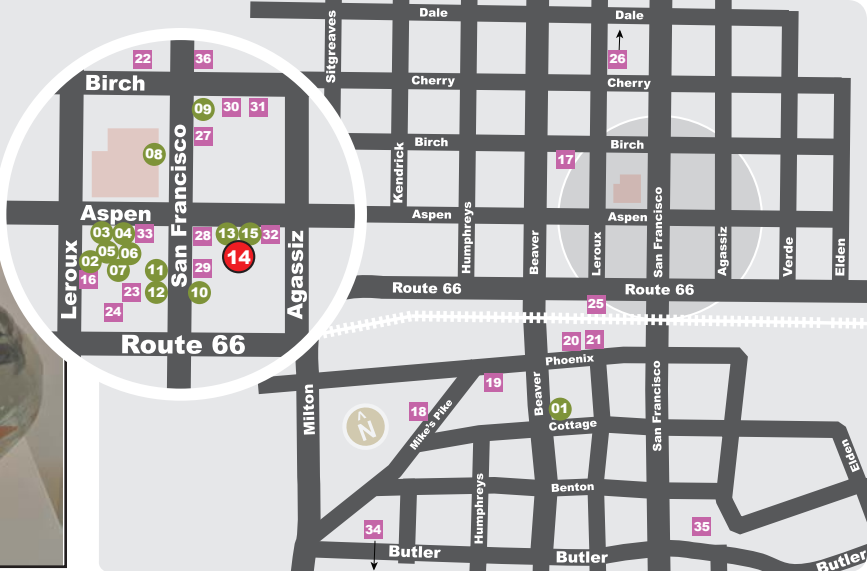 Dale
Dale
Sitgreaves
26
22
36
Birch
Cherry
Cherry
09
30
31
27
08
Birch
Birch
17
Kendrick
San Francisco
Aspen
Aspen
Aspen
03
04
33
28
13
15
32
05
06
14
02
07
11
29
16
23
12
10
24
Leroux
Agassiz
Humphreys
Beaver
Leroux
San Francisco
Agassiz
Verde
Elden
Route 66
Route 66
Route 66
25
20
21
Phoenix
19
18
Mike's Pike
Milton
N
Beaver
01
Cottage
San Francisco
Elden
Humphreys
Benton
34
35
Butler
Butler
Butler